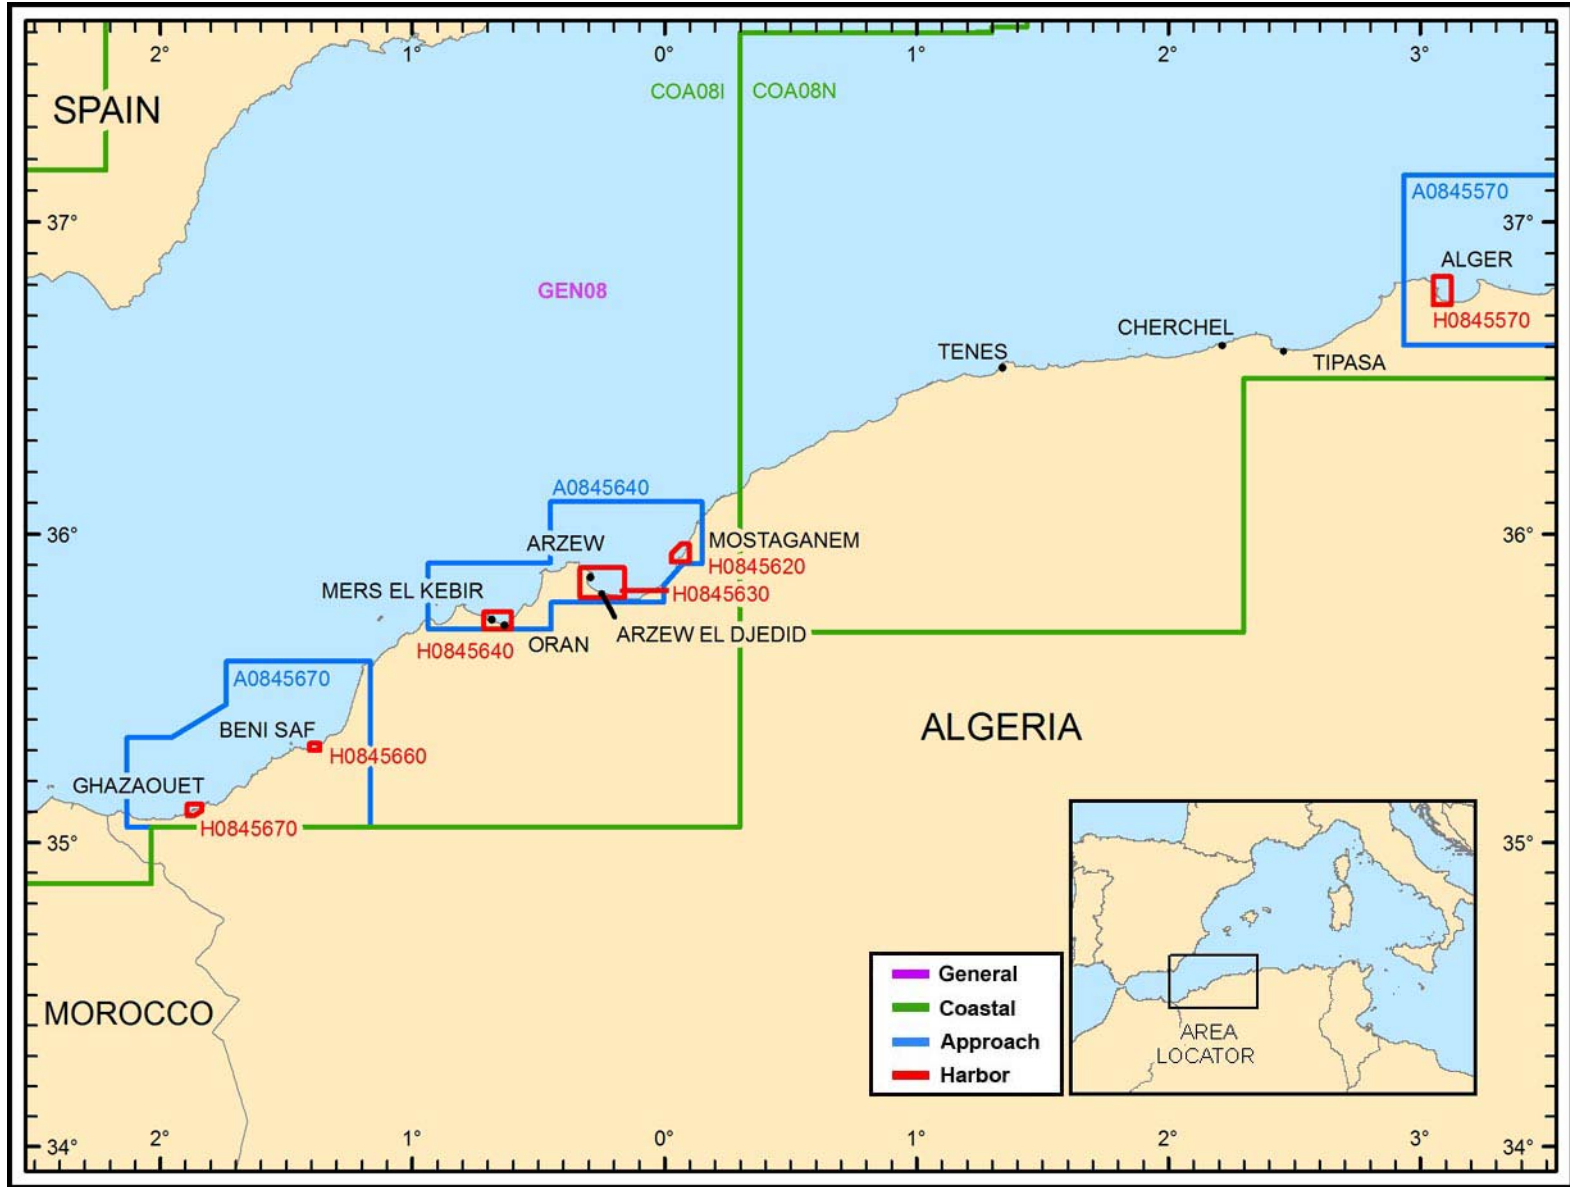 2°
1°
0°
1°
2°
3°
COA08I
COA08N
SPAIN
A0845570
37°
37°
ALGER
GEN08
H0845570
CHERCHEL
TENES
TIPASA
A0845640
36°
36°
ARZEW
MOSTAGANEM
H0845620
MERS EL KEBIR
H0845630
ARZEW EL DJEDID
ORAN
H0845640
A0845670
BENI SAF
ALGERIA
H0845660
GHAZAOUET
H0845670
35°
35°
General
MOROCCO
Coastal
AREA
LOCATOR
Approach
Harbor
34°
2°
1°
0°
1°
2°
3°
34°